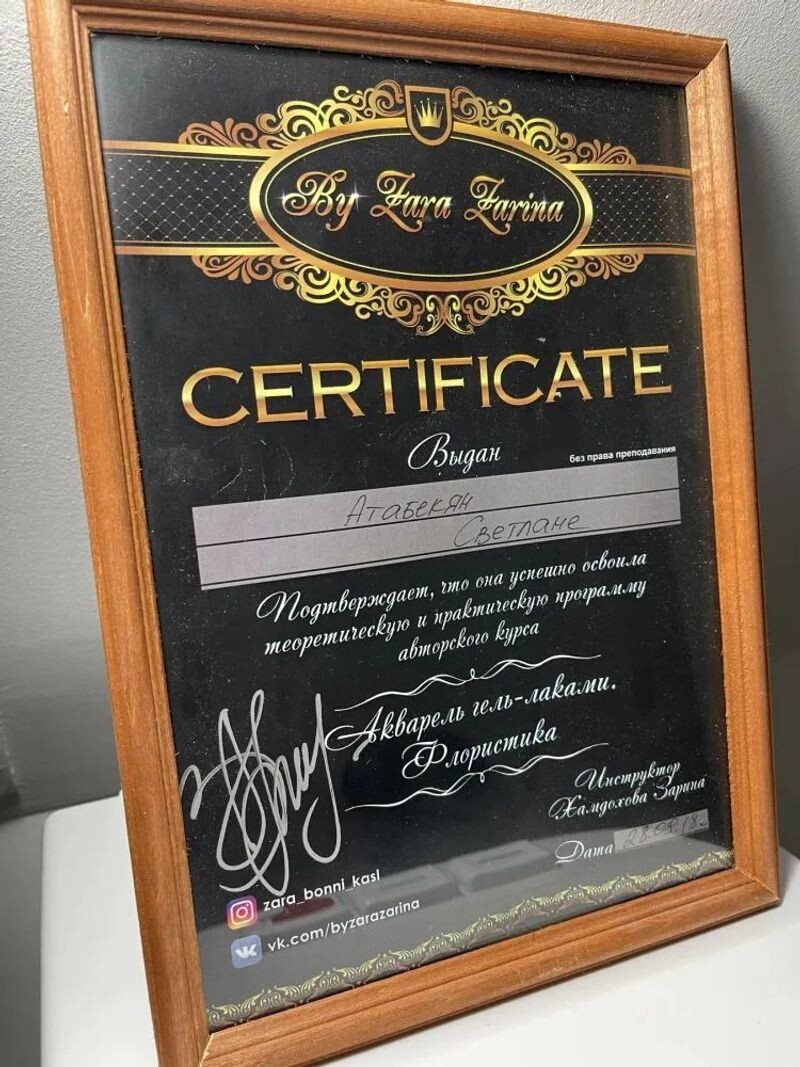 By Zara Zarina
CERTIFICATE
Выдан
без права преподавания
Атабекян
Светлане
Подтверждает, что она успешно освоила
теоретическую и практическую программу
авторского курса
Акварель гель-лаками.
Флористика
Инструктор
Хамдохова Зарина
Дата
zara_bonni_kasl
vk.com/byzarazarina